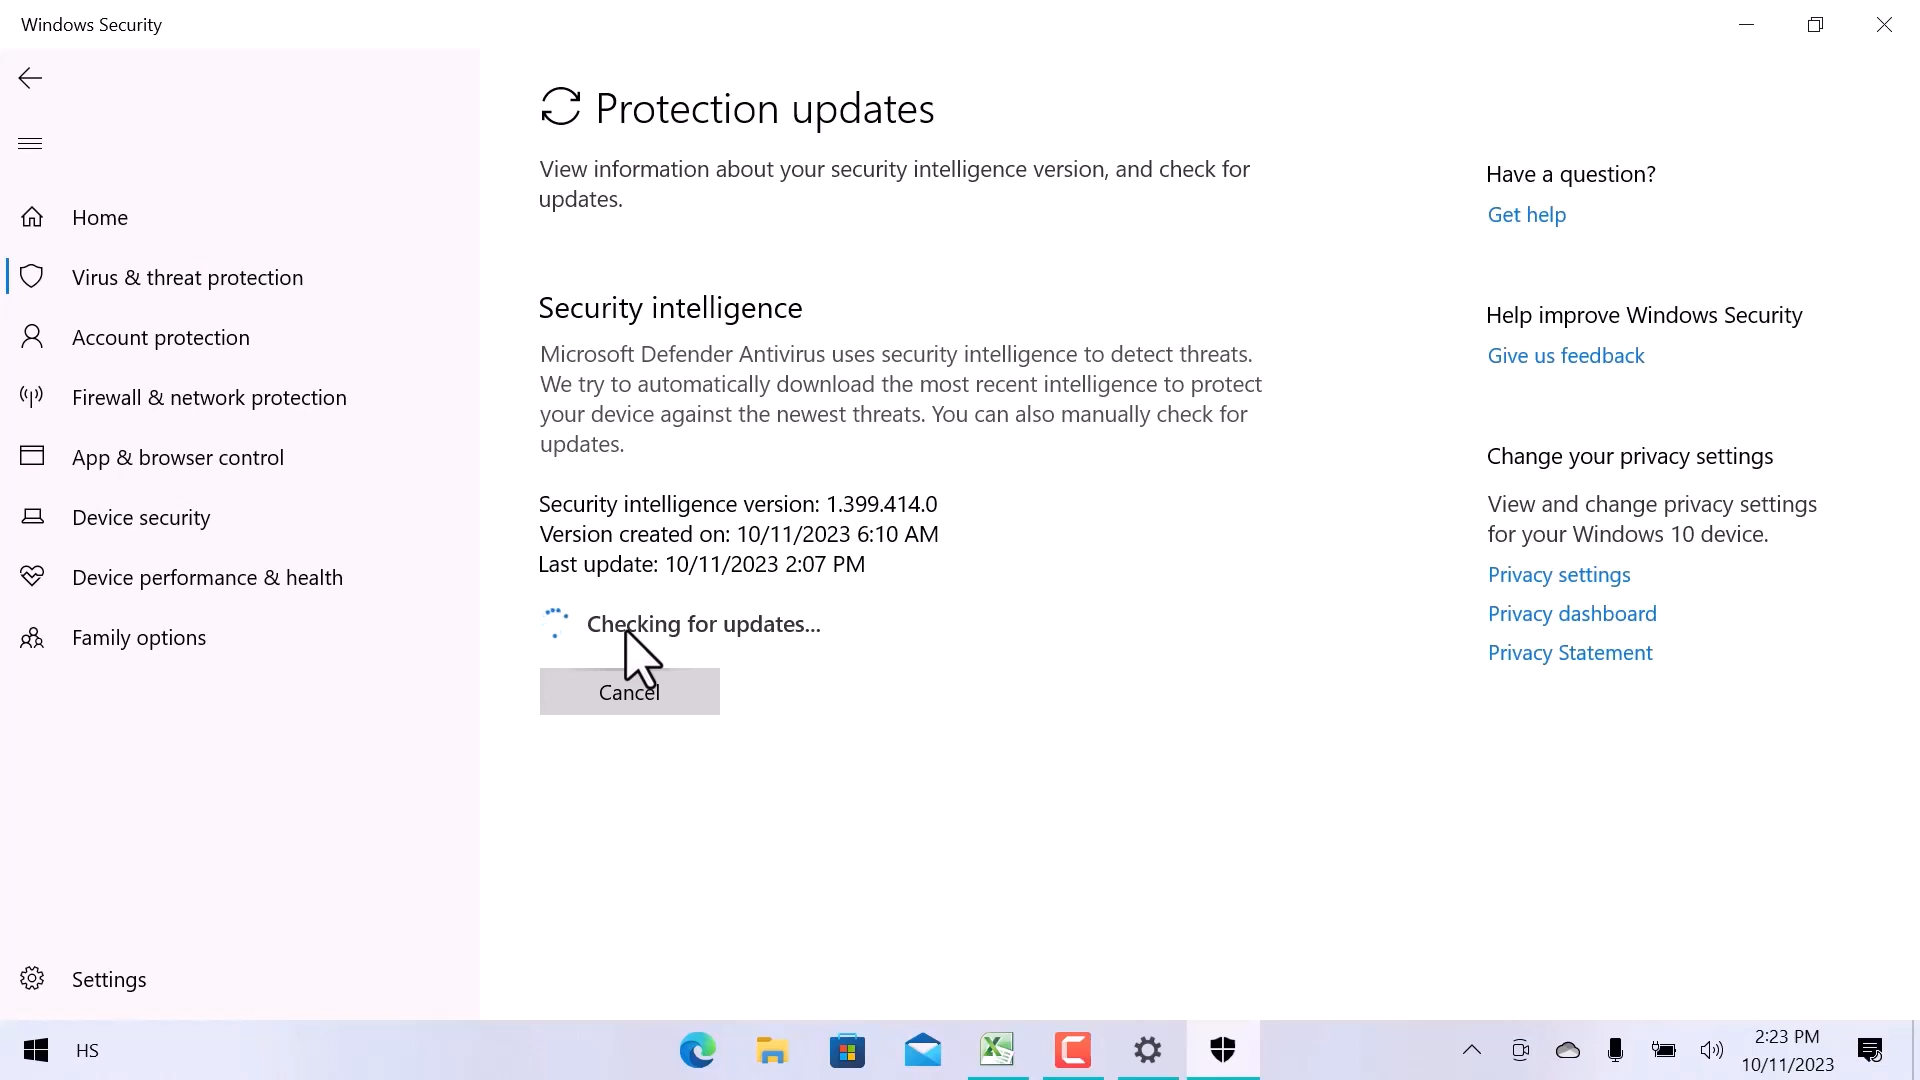 Windows Security
Home
Virus & threat protection
Account protection
Firewall & network protection
App & browser control
Device security
Device performance & health
Family options
Settings
Protection updates
View information about your security intelligence version, and check for
updates.
Security intelligence
Microsoft Defender Antivirus uses security intelligence to detect threats.
We try to automatically download the most recent intelligence to protect
your device against the newest threats. You can also manually check for
updates.
Security intelligence version: 1.399.414.0
Version created on: 10/11/2023 6:10 AM
Last update: 10/11/2023 2:07 PM
Checking for updates...
Cancel
Have a question?
Get help
Help improve Windows Security
Give us feedback
Change your privacy settings
View and change privacy settings
for your Windows 10 device.
Privacy settings
Privacy dashboard
Privacy Statement
HS
2:23 PM
10/11/2023